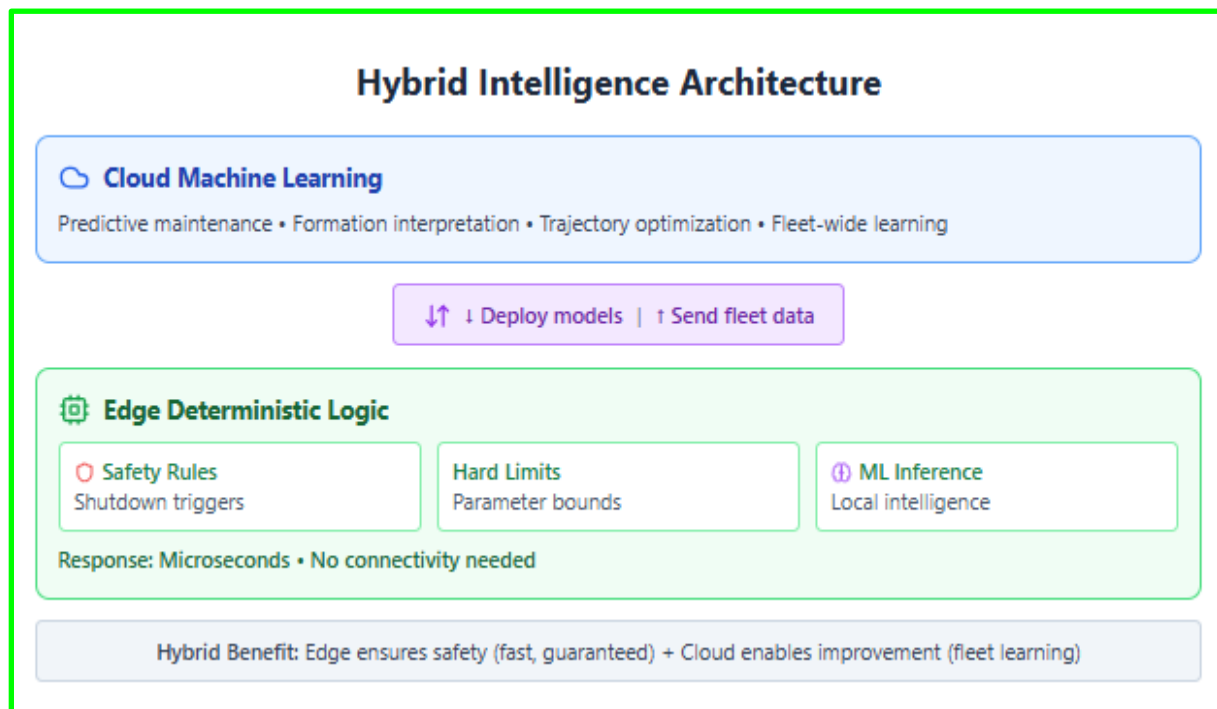 Hybrid Intelligence Architecture
Cloud Machine Learning
Predictive maintenance • Formation interpretation • Trajectory optimization • Fleet-wide learning
↓ Deploy models | ↑ Send fleet data
Edge Deterministic Logic
Safety Rules
Shutdown triggers
Hard Limits
Parameter bounds
ML Inference
Local intelligence
Response: Microseconds • No connectivity needed
Hybrid Benefit: Edge ensures safety (fast, guaranteed) + Cloud enables improvement (fleet learning)